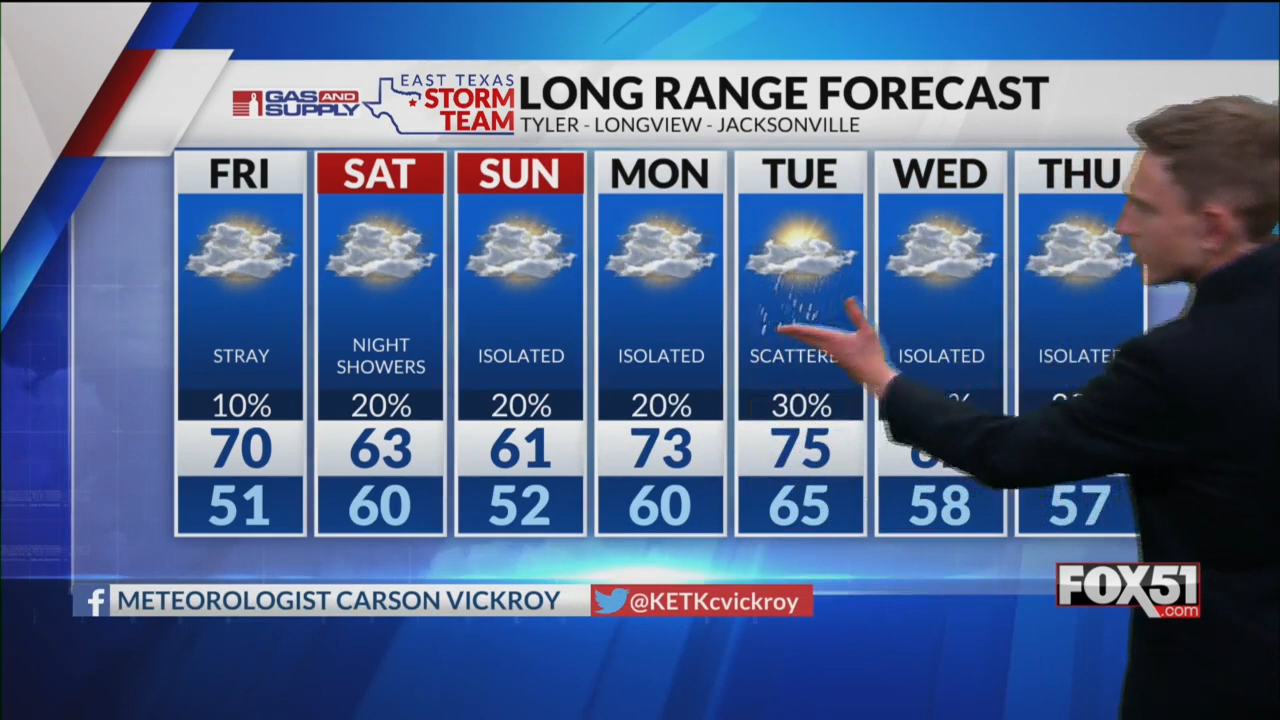 GAS AND
SUPPLY
EAST TEXAS
STORM
TEAM
LONG RANGE FORECAST
TYLER - LONGVIEW - JACKSONVILLE
FRI SAT SUN MON TUE WED THU
STRAY NIGHT SHOWERS ISOLATED ISOLATED ISOLATED
10% 20% 20% 20% 30%
70 63 61 73 75
51 60 52 60 65 58 57
f METEOROLOGIST CARSON VICKROY @KETKcvickroy
FOX51
.com